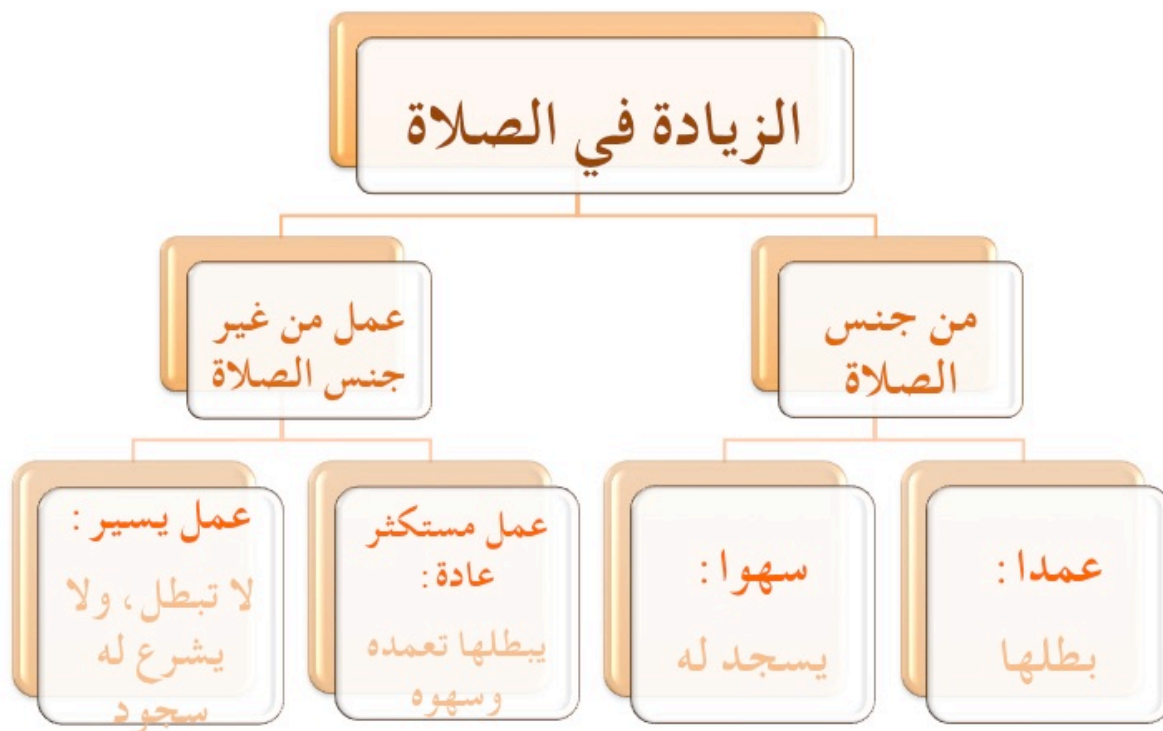 الزيادة في الصلاة
من جنس
الصلاة
عمل من غير
جنس الصلاة
عمدا :
بطلها
سهوا :
يسجد له
عمل مستكثر
عادة :
يبطلها تعمده
وسهوه
عمل يسير :
لا تبطل، ولا
يشرع له
سجود